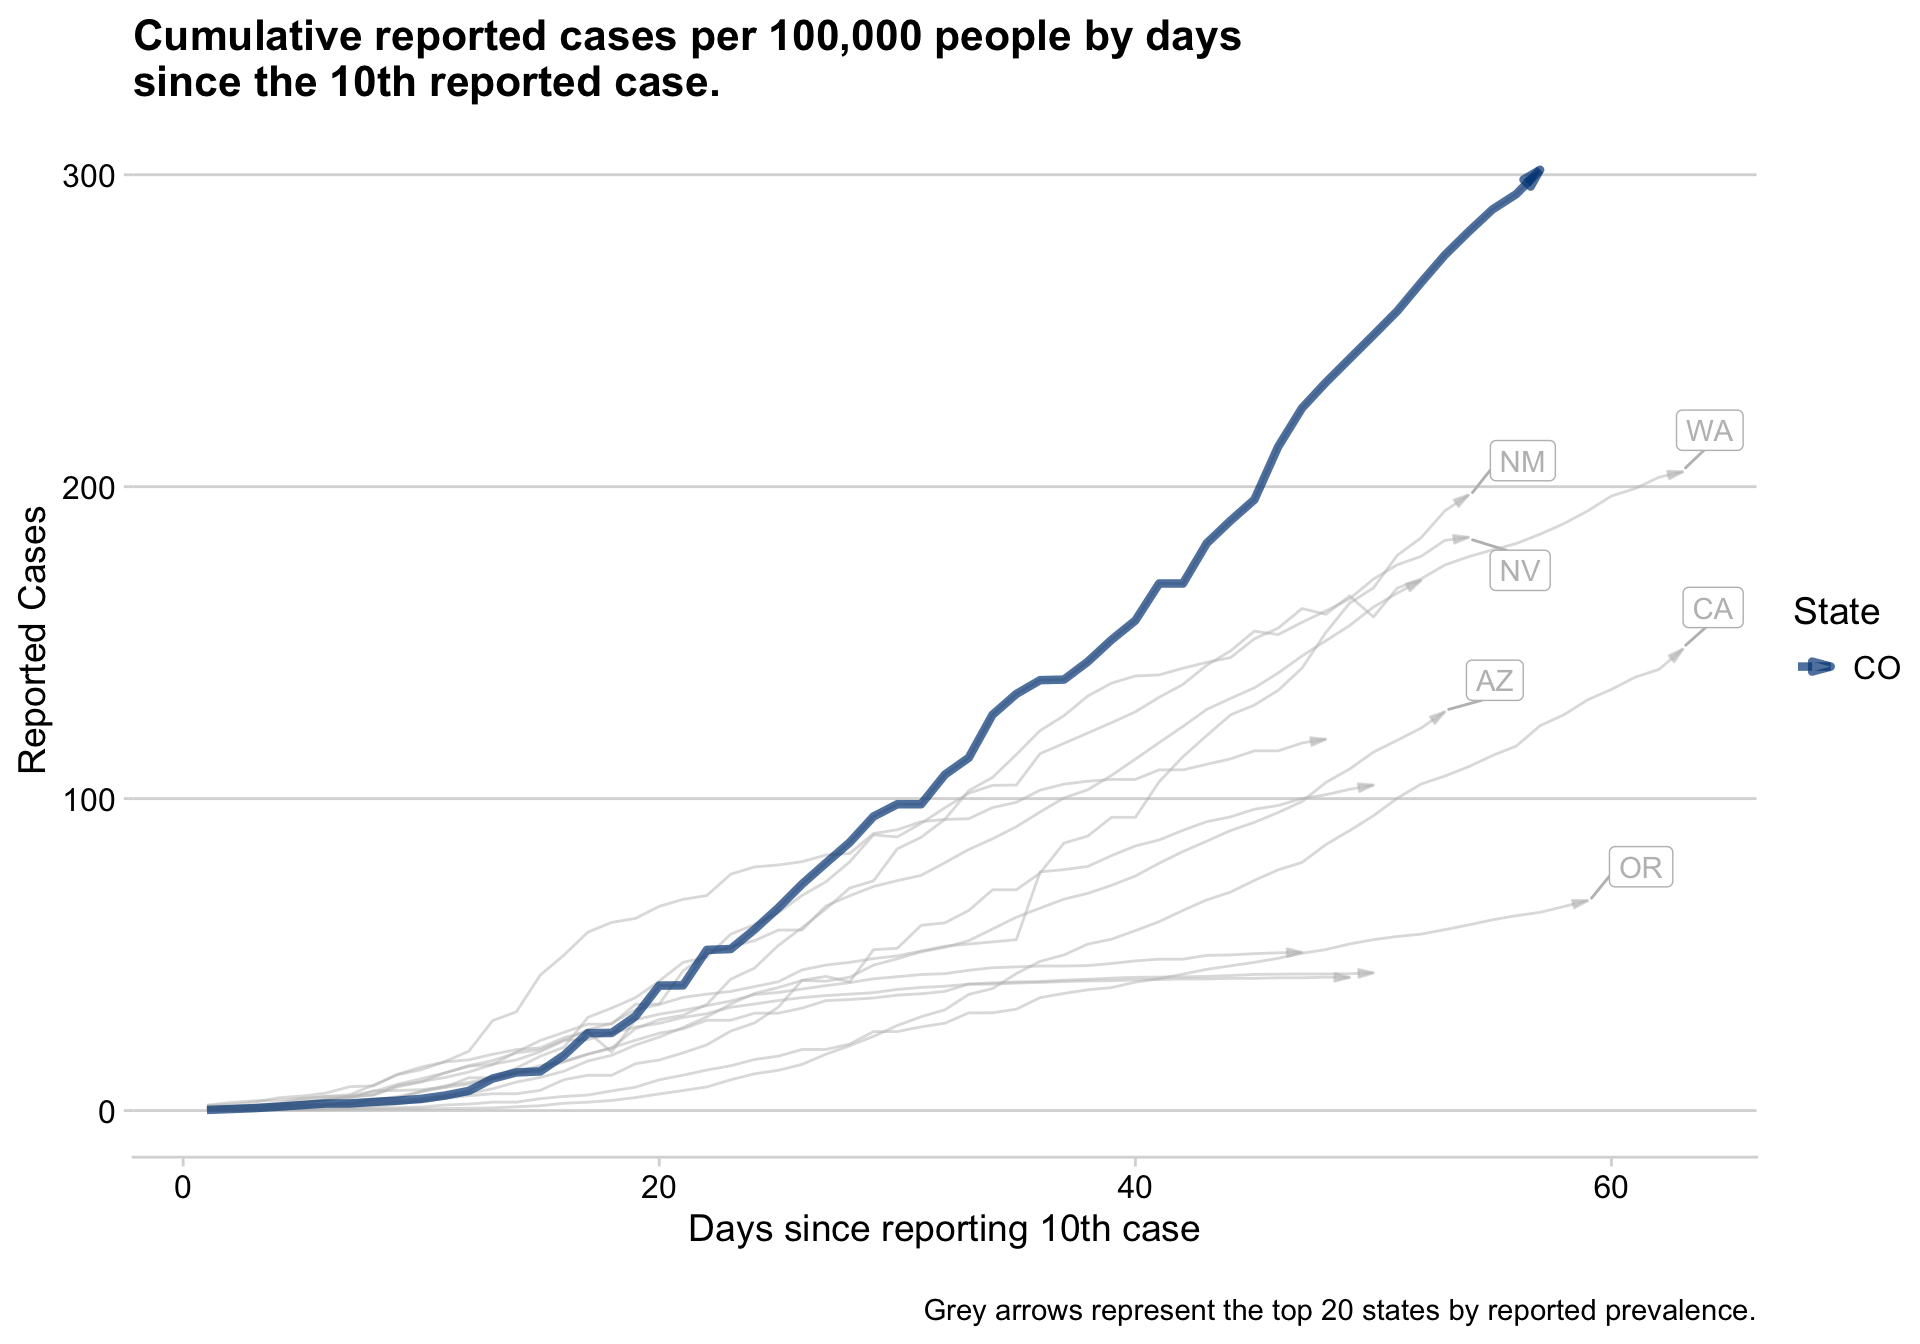 Cumulative reported cases per 100,000 people by days
since the 10th reported case.
300
200
100
0
Reported Cases
WA
NM
NV
CA
AZ
OR
State
CO
0 20 40 60
Days since reporting 10th case
Grey arrows represent the top 20 states by reported prevalence.